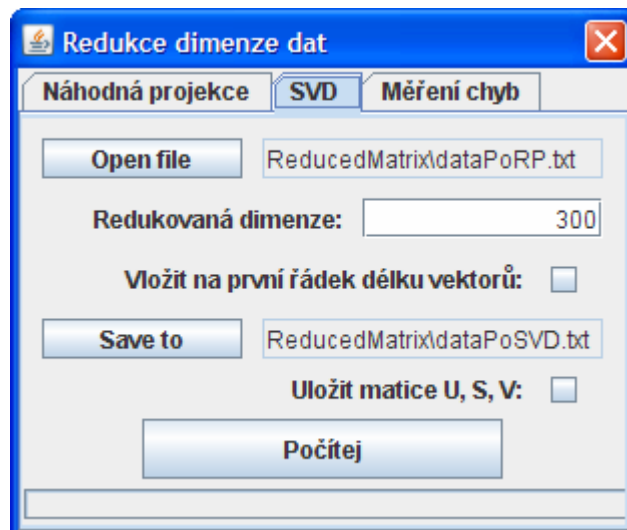 Redukce dimenze dat
Náhodná projekce SVD Měření chyb
Open file ReducedMatrix\dataPoRP.txt
Redukovaná dimenze: 300
Vložit na první řádek délku vektorů:
Save to ReducedMatrix\dataPoSVD.txt
Uložit matice U, S, V:
Počítej